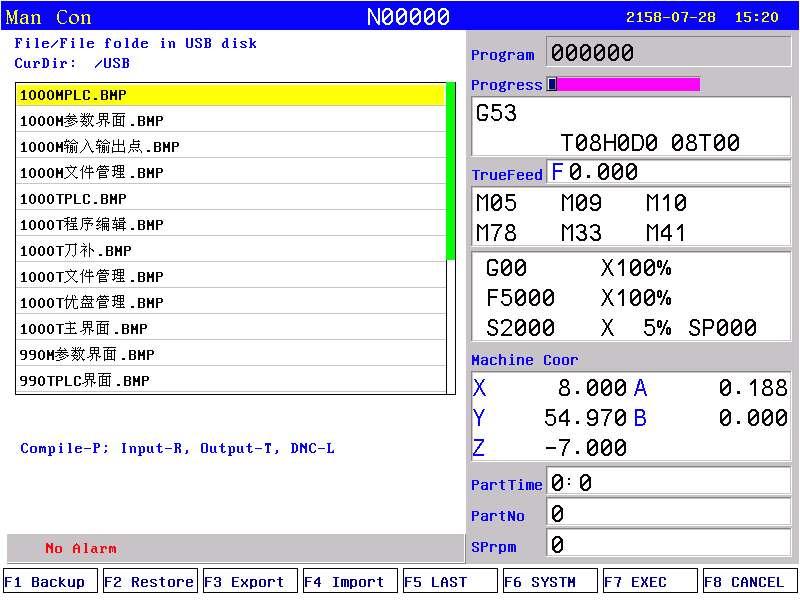 Man Con N00000 2158-07-28 15:20
File/File folde in USB disk
CurDir: /USB
1000MPLC.BMP
1000M参数界面.BMP
1000M输入输出点.BMP
1000M文件管理.BMP
1000TPLC.BMP
1000T程序编辑.BMP
1000T刀补.BMP
1000T文件管理.BMP
1000T优盘管理.BMP
1000T主界面.BMP
990M参数界面.BMP
990TPLC界面.BMP
Compile-P; Input-R, Output-T, DNC-L
No Alarm
Program 000000
Progress
G53
T08H0D0 08T00
TrueFeed F 0.000
M05 M09 M10
M78 M33 M41
G00 X100%
F5000 X100%
S2000 X 5% SP000
Machine Coor
X 8.000 A 0.188
Y 54.970 B 0.000
Z -7.000
PartTime 0: 0
PartNo 0
SPrpm 0
F1 Backup F2 Restore F3 Export F4 Import F5 LAST F6 SYSTM F7 EXEC F8 CANCEL